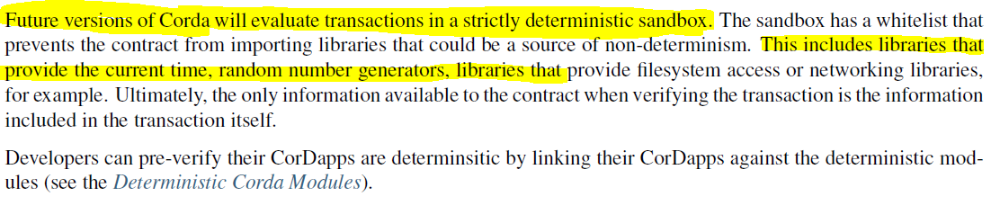 Future versions of Corda will evaluate transactions in a strictly deterministic sandbox. The sandbox has a whitelist that
prevents the contract from importing libraries that could be a source of non-determinism. This includes libraries that
provide the current time, random number generators, libraries that provide filesystem access or networking libraries,
for example. Ultimately, the only information available to the contract when verifying the transaction is the information
included in the transaction itself.
Developers can pre-verify their CorDapps are determinsitic by linking their CorDapps against the deterministic mod-
ules (see the Deterministic Corda Modules).